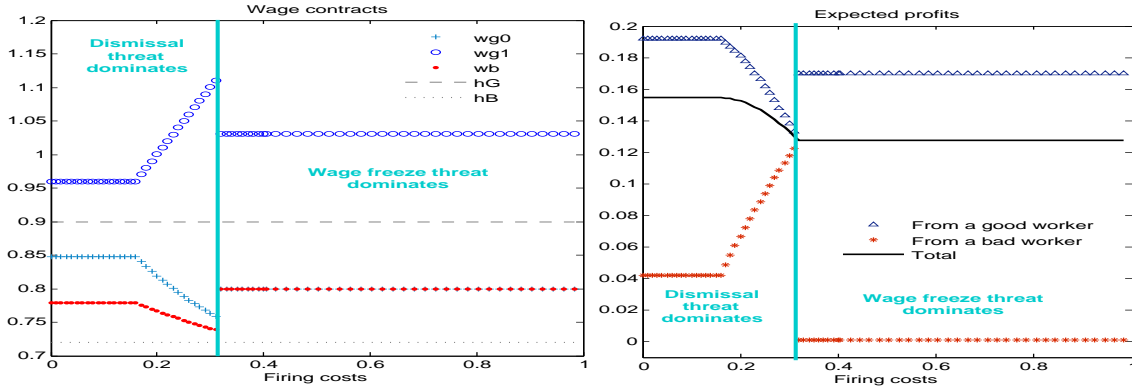 Wage contracts
1.2
1.15
1.1
1.05
1
0.95
0.9
0.85
0.8
0.75
0.7
0
0.2
0.4
0.6
0.8
1
Firing costs
Dismissal
threat
dominates
wg0
wg1
wb
hG
hB
Wage freeze threat
dominates
Expected profits
0.2
0.18
0.16
0.14
0.12
0.1
0.08
0.06
0.04
0.02
0
0
0.2
0.4
0.6
0.8
1
Firing costs
From a good worker
From a bad worker
Total
Dismissal
threat
dominates
Wage freeze threat
dominates